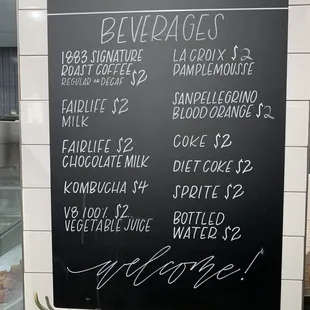 BEVERAGES
1883 SIGNATURE
ROAST COFFEE
REGULAR OR DECAF $2
FAIRLIFE $2
MILK
FAIRLIFE $2
CHOCOLATE MILK
KOMBUCHA $4
V8 100% $2
VEGETABLE JUICE
LA CROIX $2
PAMPLEMOUSSE
SANPELLEGRINO
BLOOD ORANGE $2
COKE $2
DIET COKE $2
SPRITE $2
BOTTLED
WATER $2
welcome!